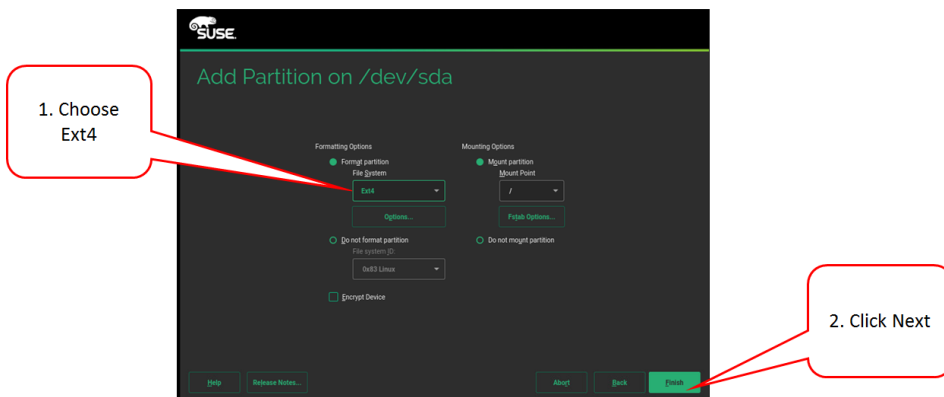 SUSE.
Add Partition on /dev/sda
1. Choose
Ext4
Formatting Options
Format partition
File System
Ext4
Options...
Do not format partition
File system ID:
0x83 Linux
Encrypt Device
Mounting Options
Mount partition
Mount Point
/
Fstab Options...
Do not mount partition
2. Click Next
Help
Release Notes...
Abort
Back
Finish